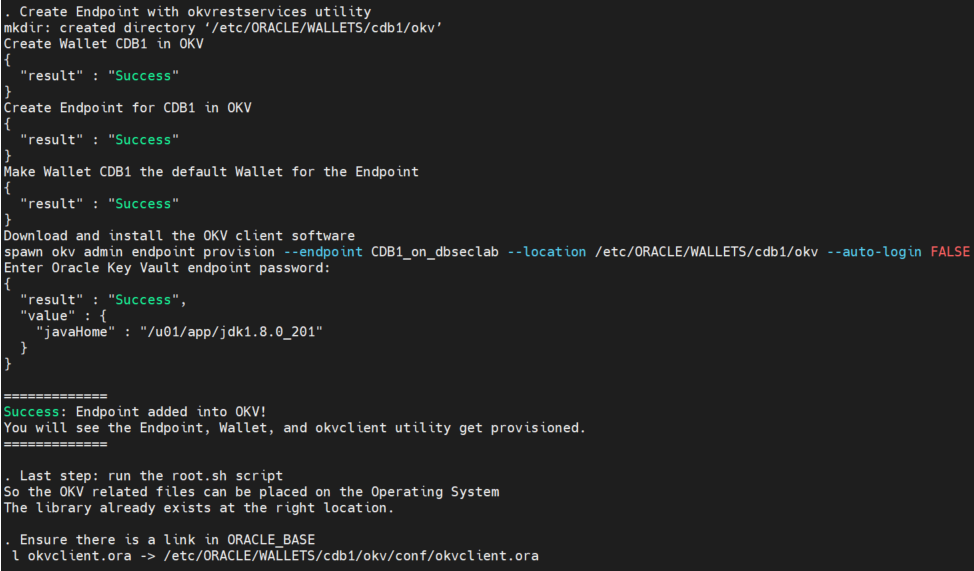 . Create Endpoint with okvrestservices utility
mkdir: created directory ‘/etc/ORACLE/WALLETS/cdb1/okv’
Create Wallet CDB1 in OKV
{
  "result" : "Success"
}
Create Endpoint for CDB1 in OKV
{
  "result" : "Success"
}
Make Wallet CDB1 the default Wallet for the Endpoint
{
  "result" : "Success"
}
Download and install the OKV client software
spawn okv admin endpoint provision --endpoint CDB1_on_dbseclab --location /etc/ORACLE/WALLETS/cdb1/okv --auto-login FALSE
Enter Oracle Key Vault endpoint password:
{
  "result" : "Success",
  "value" : {
    "javaHome" : "/u01/app/jdk1.8.0_201"
  }
}
=============
Success: Endpoint added into OKV!
You will see the Endpoint, Wallet, and okvclient utility get provisioned.
=============
. Last step: run the root.sh script
So the OKV related files can be placed on the Operating System
The library already exists at the right location.
. Ensure there is a link in ORACLE_BASE
 l okvclient.ora -> /etc/ORACLE/WALLETS/cdb1/okv/conf/okvclient.ora